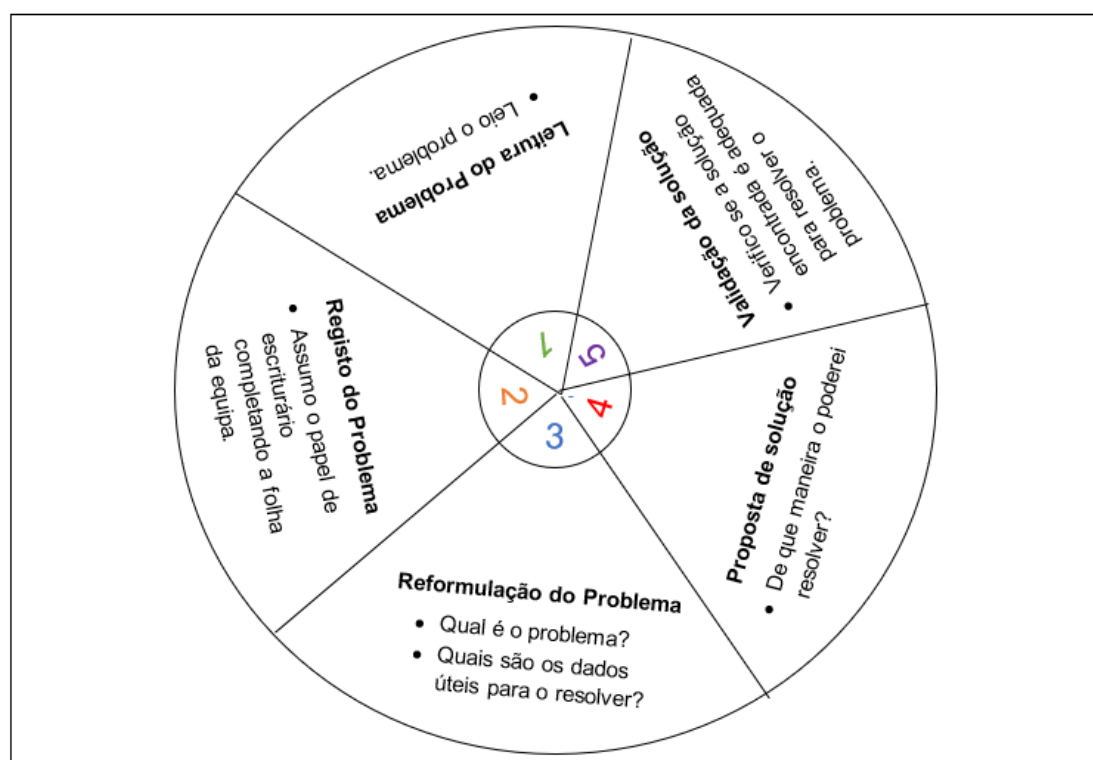 1
Leitura do Problema
• Leio o problema.
2
Registo do Problema
• Assumo o papel de
escriturário
completando a folha
da equipa.
3
Reformulação do Problema
• Qual é o problema?
• Quais são os dados
úteis para o resolver?
4
Proposta de solução
• De que maneira o poderei
resolver?
5
Validação da solução
• Verifico se a solução
encontrada é adequada
para resolver o
problema.